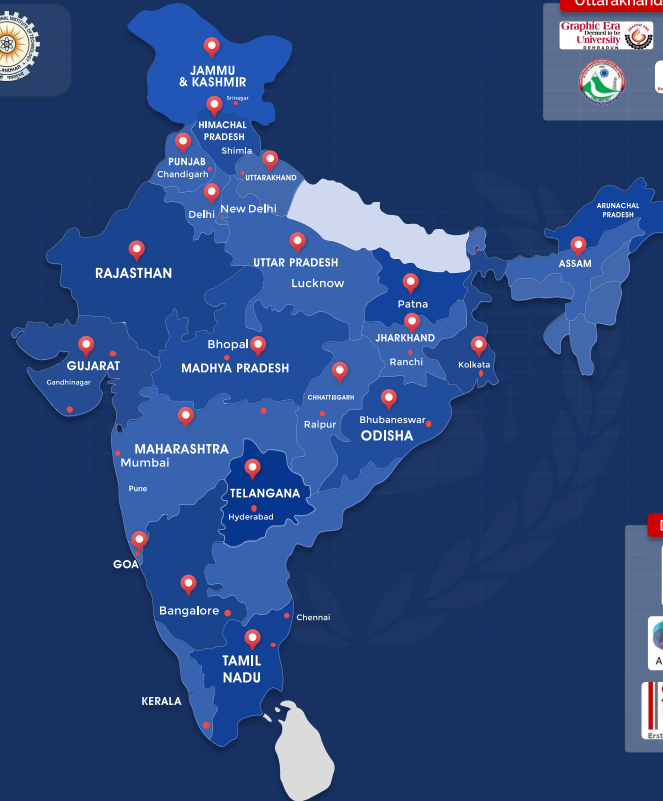 Uttarakhand
Graphic Era
Deemed to be
University
DEHRADUN
JAMMU
& KASHMIR
Srinagar
HIMACHAL
PRADESH
Shimla
PUNJAB
Chandigarh
UTTARAKHAND
Delhi
New Delhi
ARUNACHAL
PRADESH
ASSAM
RAJASTHAN
UTTAR PRADESH
Lucknow
Patna
Bhopal
MADHYA PRADESH
JHARKHAND
Ranchi
Kolkata
GUJARAT
Gandhinagar
CHHATTISGARH
Raipur
Bhubaneswar
ODISHA
MAHARASHTRA
Mumbai
Pune
TELANGANA
Hyderabad
GOA
Bangalore
Chennai
TAMIL
NADU
KERALA